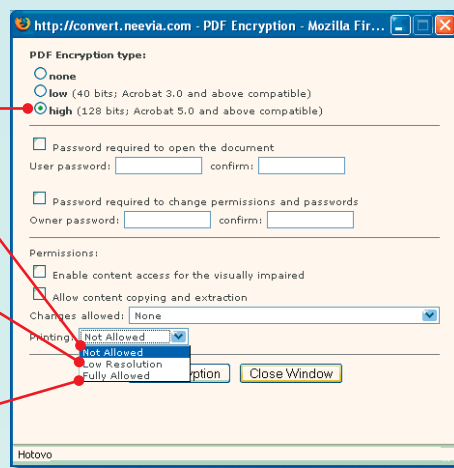 http://convert.neevia.com - PDF Encryption - Mozilla Fir...
PDF Encryption type:
none
low (40 bits; Acrobat 3.0 and above compatible)
high (128 bits; Acrobat 5.0 and above compatible)
Password required to open the document
User password: confirm:
Password required to change permissions and passwords
Owner password: confirm:
Permissions:
Enable content access for the visually impaired
Allow content copying and extraction
Changes allowed: None
Printing: Not Allowed
Not Allowed
Low Resolution
Fully Allowed
Close Window
Hotovo